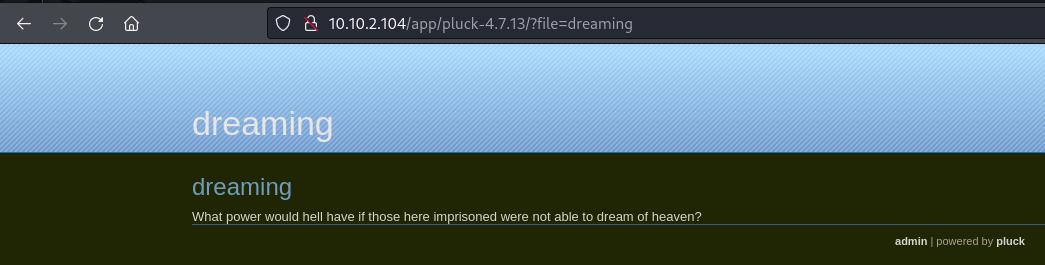 10.10.2.104/app/pluck-4.7.13/?file=dreaming
dreaming
dreaming
What power would hell have if those here imprisoned were not able to dream of heaven?
admin | powered by pluck